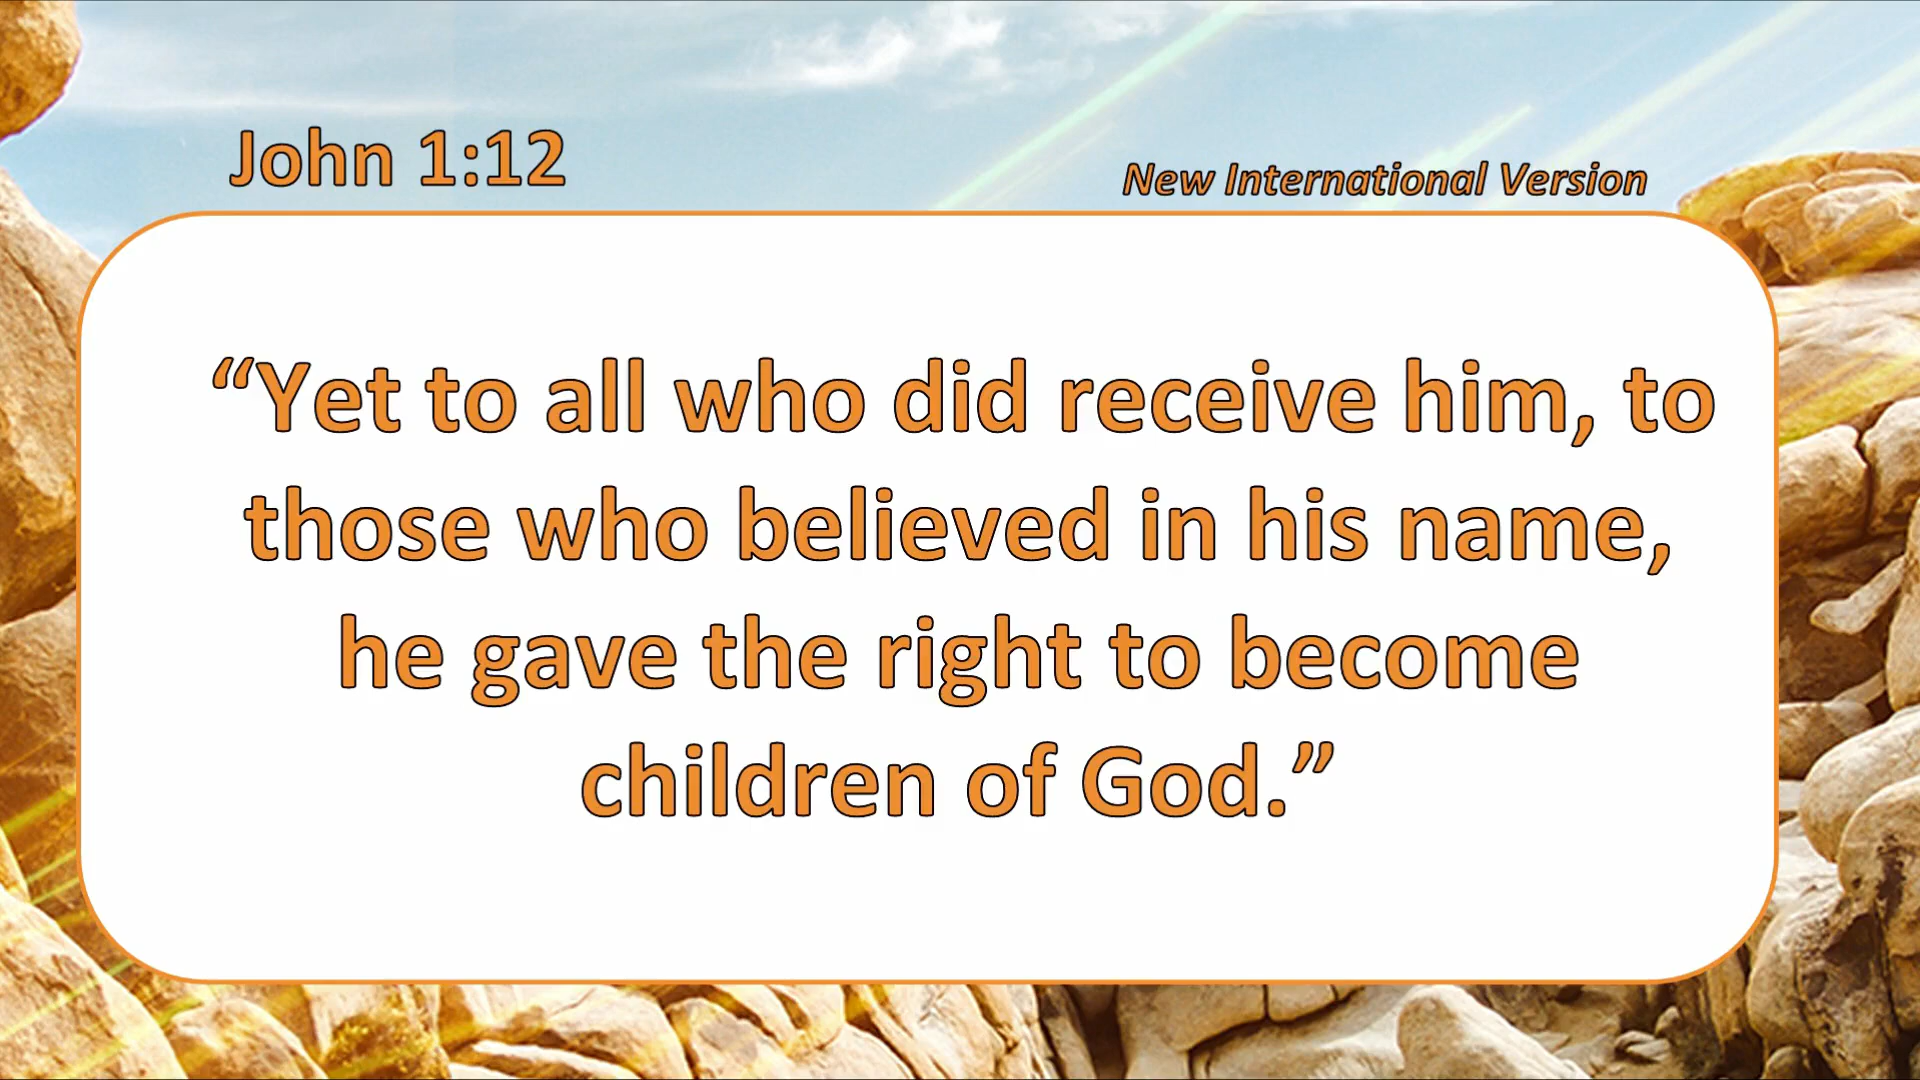 John 1:12
New International Version
“Yet to all who did receive him, to
those who believed in his name,
he gave the right to become
children of God.”